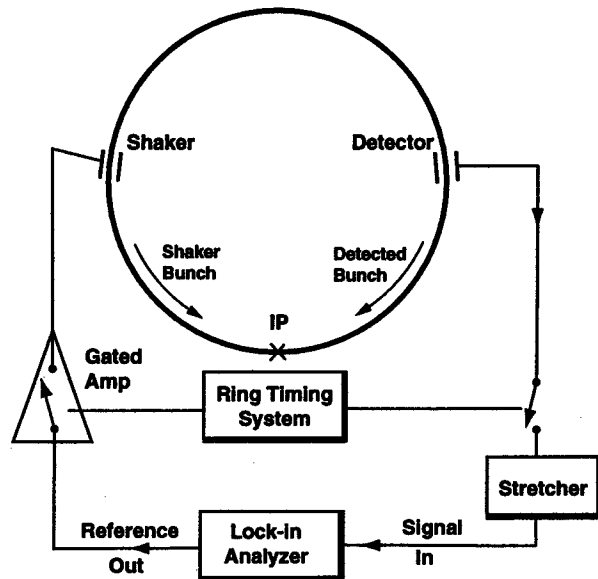 Shaker
Detector
Shaker
Bunch
Detected
Bunch
IP
Gated
Amp
Ring Timing
System
Stretcher
Reference
Out
Lock-in
Analyzer
Signal
In